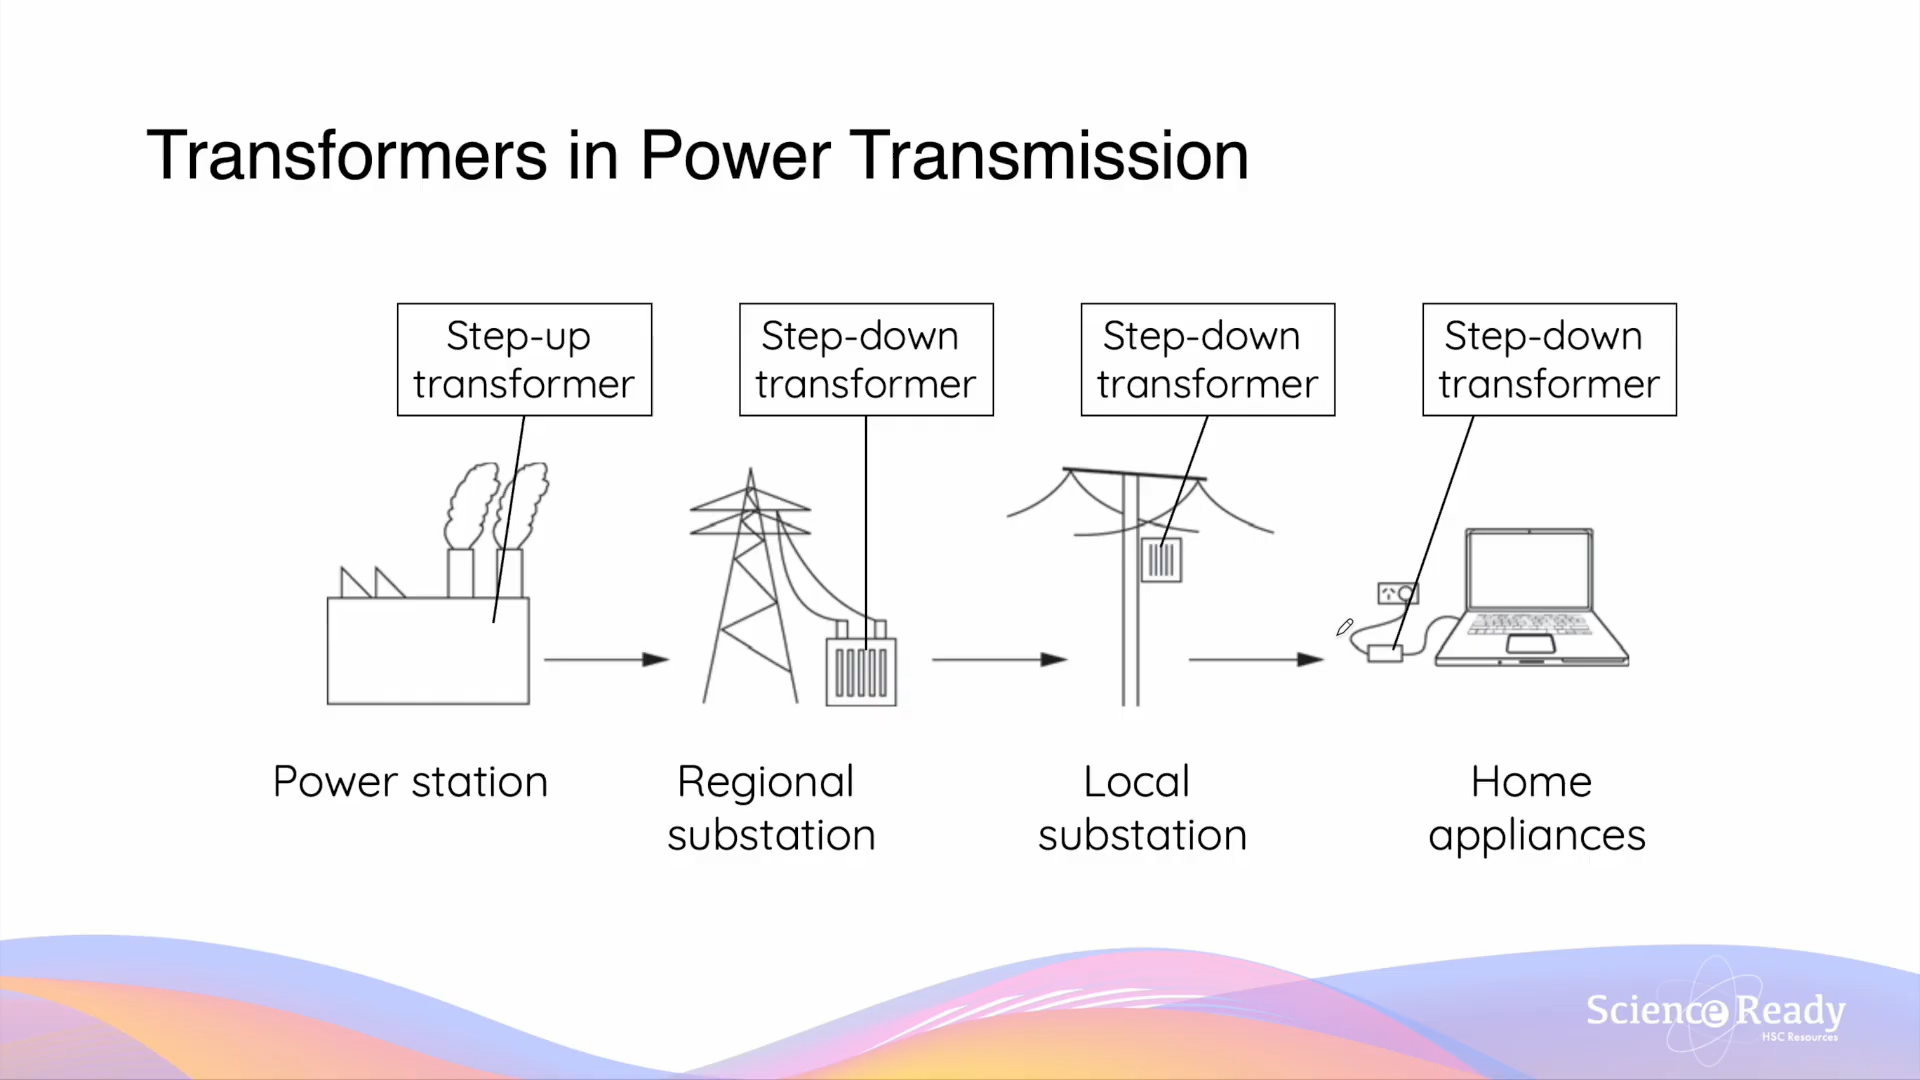 Transformers in Power Transmission
Step-up
transformer
Step-down
transformer
Step-down
transformer
Step-down
transformer
Power station
Regional
substation
Local
substation
Home
appliances
Science Ready
HSC Resources